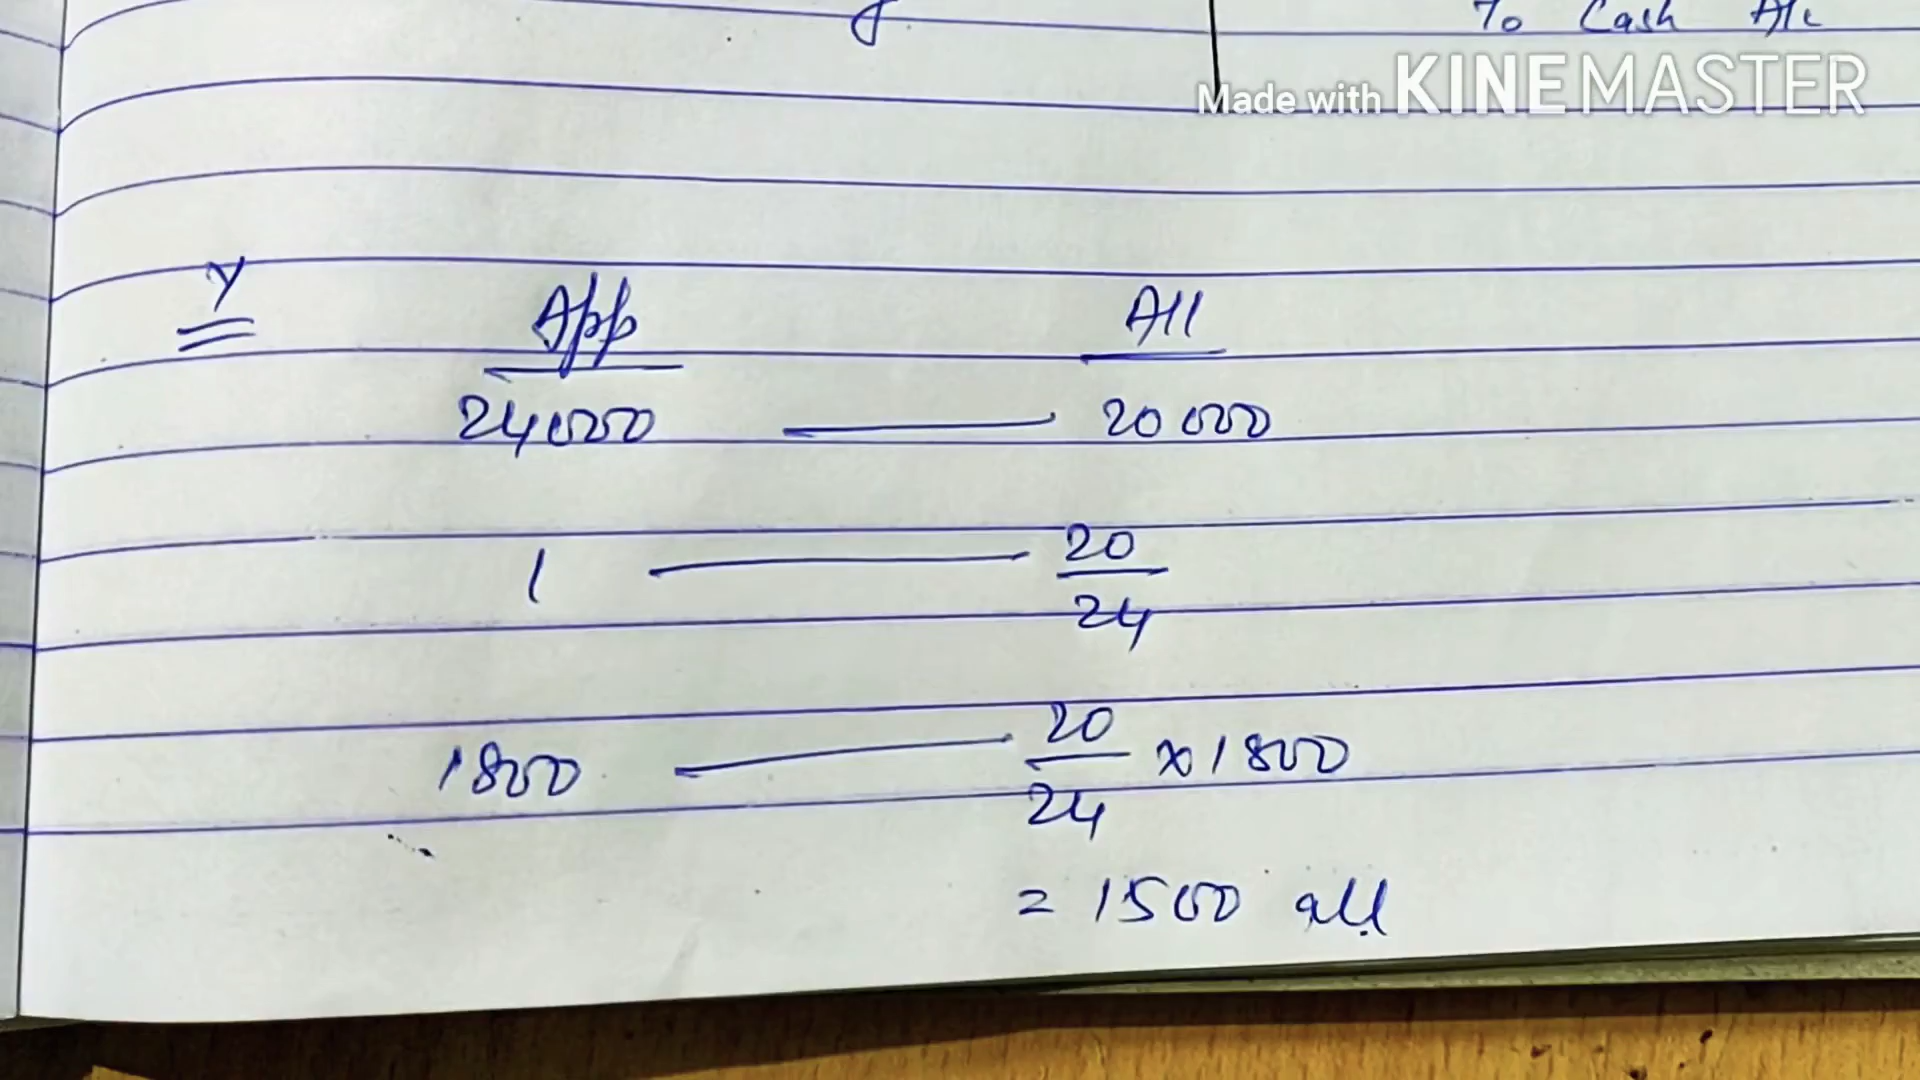 To Cash A/c
Made with KINEMASTER
Y App All
24000 — 20000
1 — 20/24
1800 — 20/24 × 1800
= 1500 all